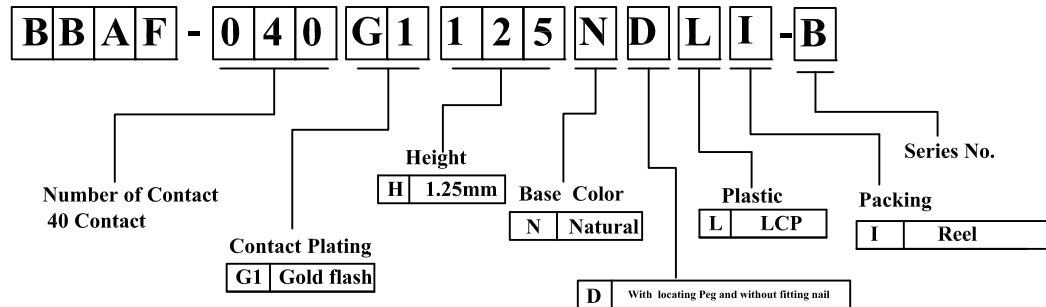 BBAF-040G1125NDLI-B
Series No.
Height
H 1.25mm
Number of Contact
40 Contact
Base Color
N Natural
Plastic
L LCP
Packing
I Reel
Contact Plating
G1 Gold flash
D With locating Peg and without fitting nail